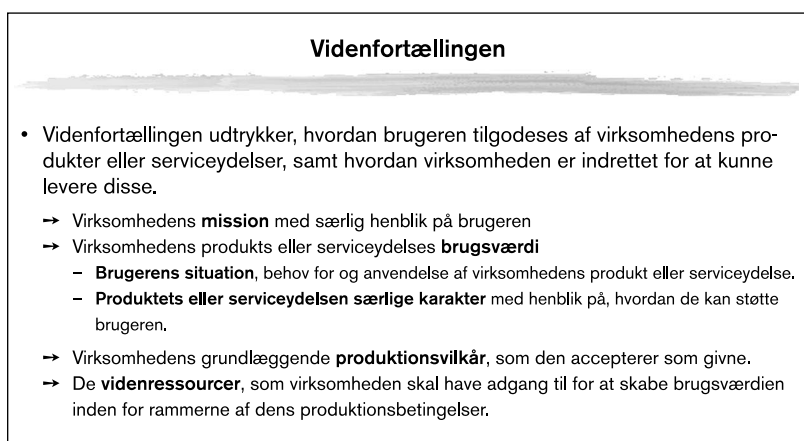 Videnfortællingen
• Videnfortællingen udtrykker, hvordan brugeren tilgodeses af virksomhedens pro-
dukter eller serviceydelser, samt hvordan virksomheden er indrettet for at kunne
levere disse.
➙ Virksomhedens mission med særlig henblik på brugeren
➙ Virksomhedens produkts eller serviceydelses brugsværdi
– Brugerens situation, behov for og anvendelse af virksomhedens produkt eller serviceydelse.
– Produktets eller serviceydelsen særlige karakter med henblik på, hvordan de kan støtte
brugeren.
➙ Virksomhedens grundlæggende produktionsvilkår, som den accepterer som givne.
➙ De videnressourcer, som virksomheden skal have adgang til for at skabe brugsværdien
inden for rammerne af dens produktionsbetingelser.